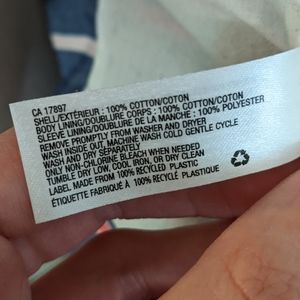 CA 17897
SHELL/EXTÉRIEUR : 100% COTTON/COTON
BODY LINING/DOUBLURE CORPS : 100% COTTON/COTON
SLEEVE LINING/DOUBLURE DE LA MANCHE : 100% POLYESTER
REMOVE PROMPTLY FROM WASHER AND DRYER
WASH INSIDE OUT, MACHINE WASH COLD GENTLE CYCLE
WASH AND DRY SEPARATELY
ONLY NON-CHLORINE BLEACH WHEN NEEDED
TUMBLE DRY LOW, COOL IRON, OR DRY CLEAN
LABEL MADE FROM 100% RECYCLED PLASTIC
ÉTIQUETTE FABRIQUÉ À 100% RECYCLÉ PLASTIQUE